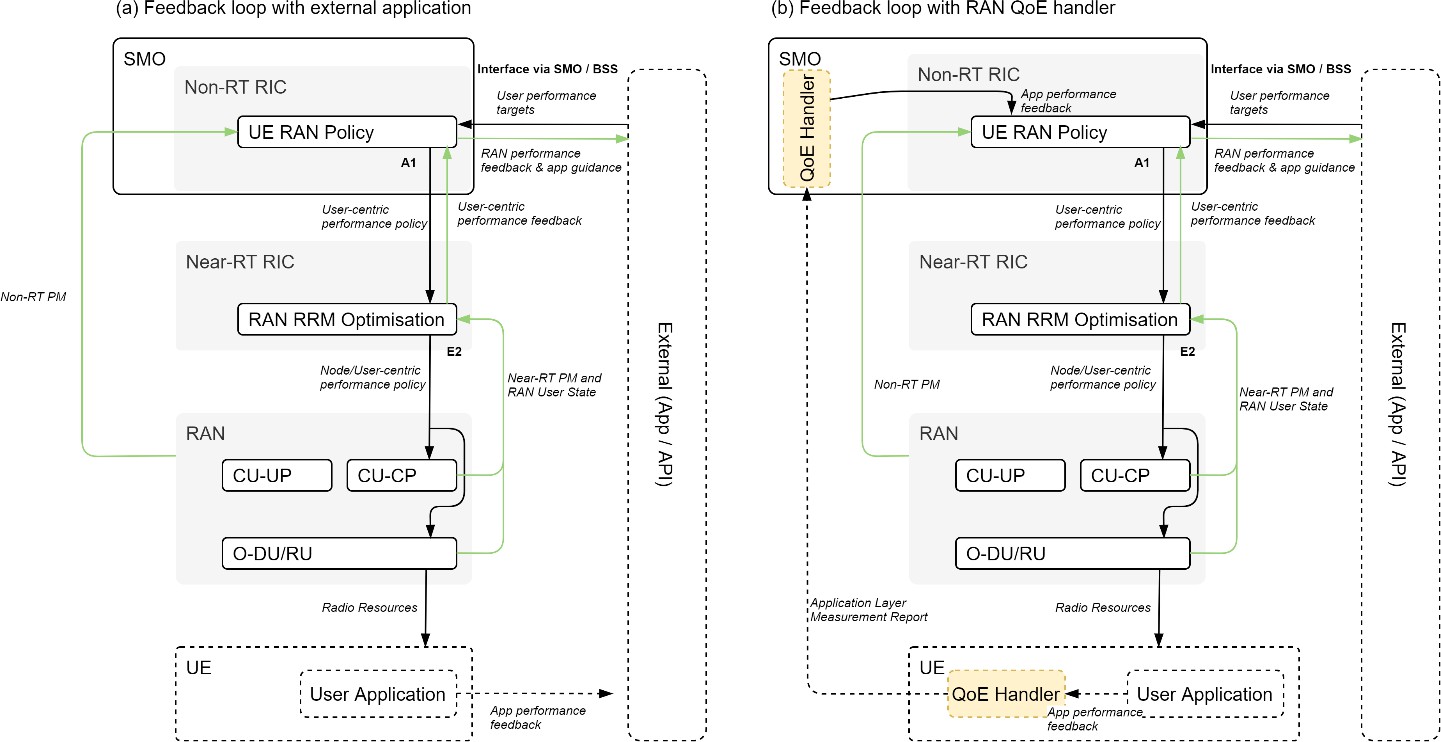 (a) Feedback loop with external application
SMO
Non-RT RIC
Interface via SMO / BSS
User performance
targets
UE RAN Policy
A1
RAN performance
feedback & app guidance
User-centric
performance policy
User-centric
performance feedback
Near-RT RIC
Non-RT PM
RAN RRM Optimisation
E2
Node/User-centric
performance policy
Near-RT PM and
RAN User State
External (App / API)
RAN
CU-UP
CU-CP
O-DU/RU
Radio Resources
UE
User Application
App performance
feedback
(b) Feedback loop with RAN QoE handler
SMO
QoE Handler
Non-RT RIC
App performance
feedback
Interface via SMO / BSS
User performance
targets
UE RAN Policy
A1
RAN performance
feedback & app guidance
User-centric
performance policy
User-centric
performance feedback
Near-RT RIC
RAN RRM Optimisation
E2
Node/User-centric
performance policy
Non-RT PM
Near-RT PM and
RAN User State
External (App / API)
RAN
CU-UP
CU-CP
O-DU/RU
Application Layer
Measurement Report
Radio Resources
UE
QoE Handler
User Application
App performance
feedback